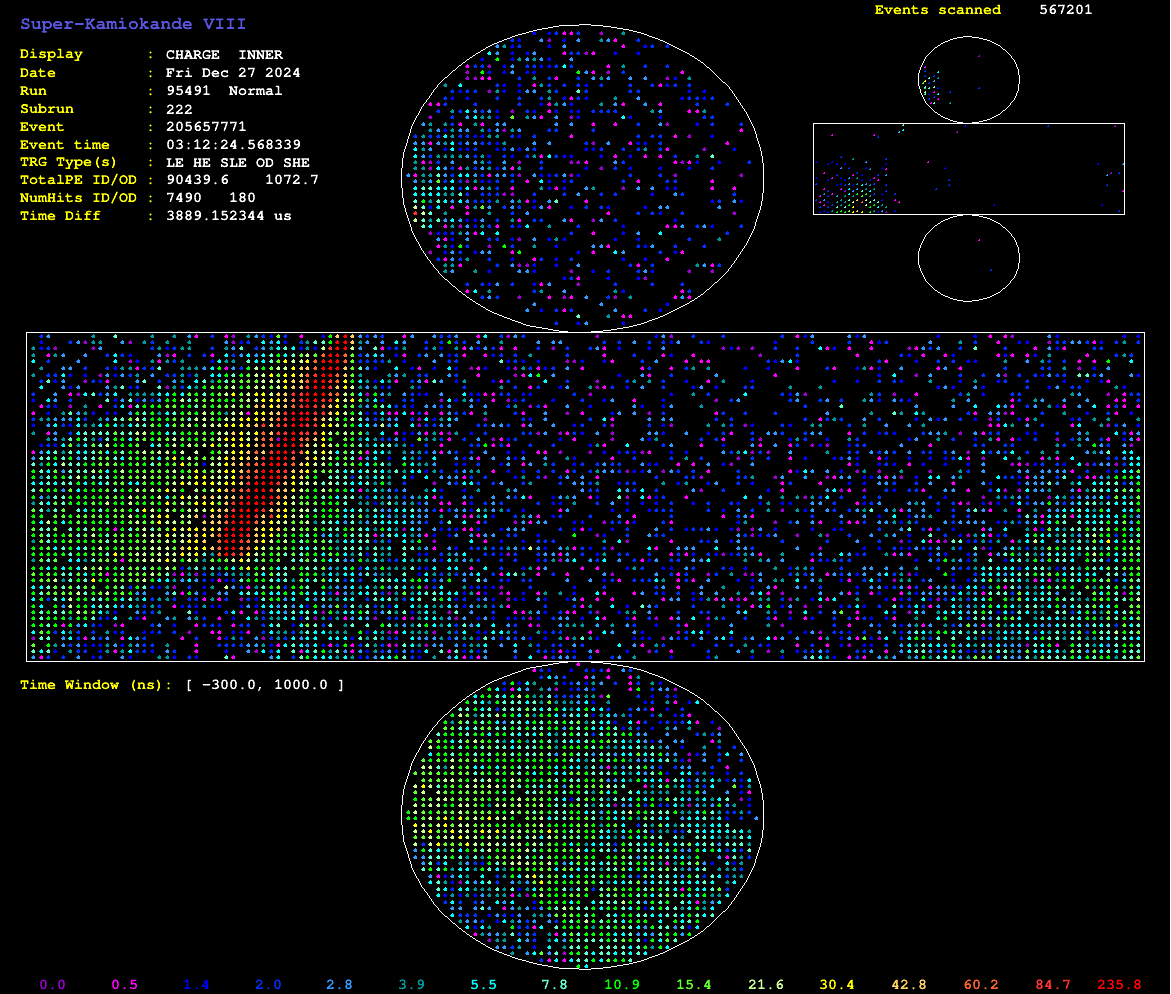 Super-Kamiokande VIII
Events scanned 567201
Display : CHARGE INNER
Date : Fri Dec 27 2024
Run : 95491 Normal
Subrun : 222
Event : 205657771
Event time : 03:12:24.568339
TRG Type(s) : LE HE SLE OD SHE
TotalPE ID/OD : 90439.6 1072.7
NumHits ID/OD : 7490 180
Time Diff : 3889.152344 us
Time Window (ns): [ −300.0, 1000.0 ]
0.0 0.5 1.4 2.0 2.8 3.9 5.5 7.8 10.9 15.4 21.6 30.4 42.8 60.2 84.7 235.8